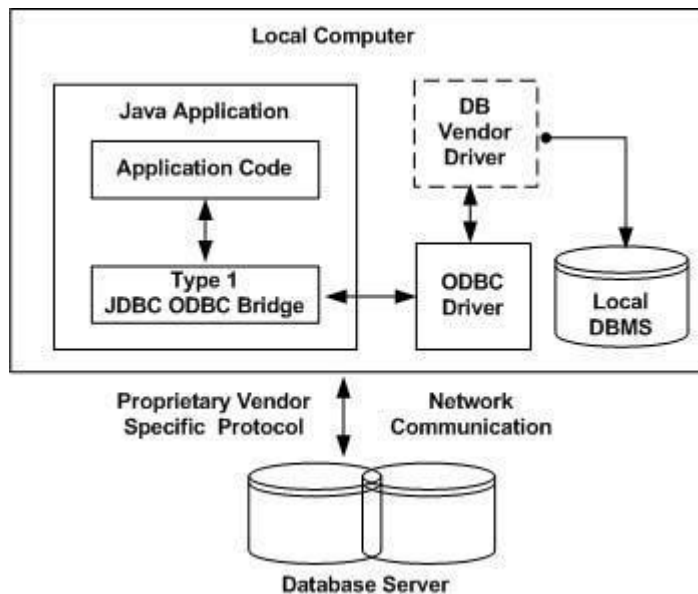 Local Computer
Java Application
Application Code
Type 1
JDBC ODBC Bridge
DB
Vendor
Driver
ODBC
Driver
Local
DBMS
Proprietary Vendor
Specific Protocol
Network
Communication
Database Server